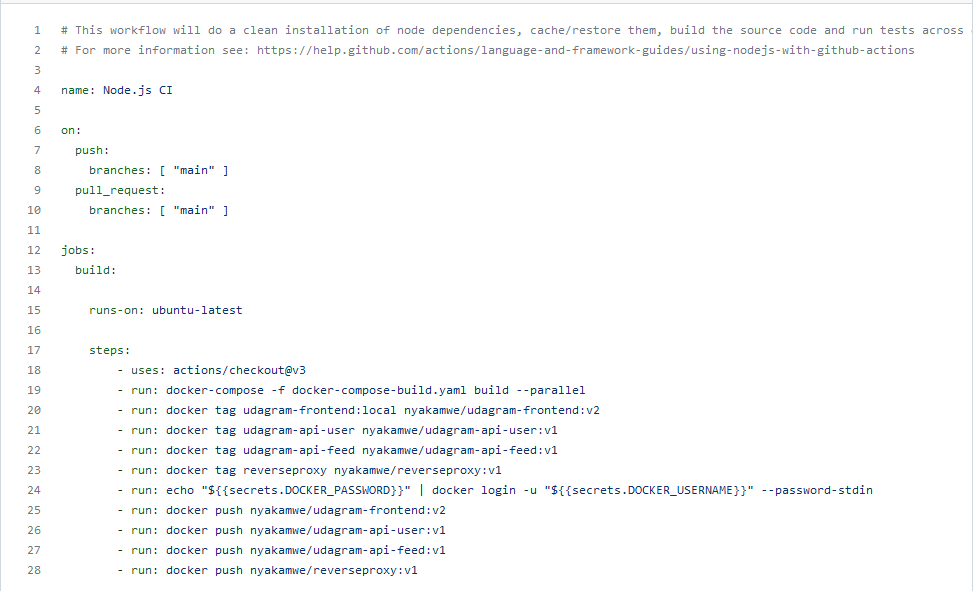 1 # This workflow will do a clean installation of node dependencies, cache/restore them, build the source code and run tests across
2 # For more information see: https://help.github.com/actions/language-and-framework-guides/using-nodejs-with-github-actions
3
4 name: Node.js CI
5
6 on:
7   push:
8     branches: [ "main" ]
9   pull_request:
10     branches: [ "main" ]
11
12 jobs:
13   build:
14
15     runs-on: ubuntu-latest
16
17     steps:
18         - uses: actions/checkout@v3
19         - run: docker-compose -f docker-compose-build.yaml build --parallel
20         - run: docker tag udagram-frontend:local nyakamwe/udagram-frontend:v2
21         - run: docker tag udagram-api-user nyakamwe/udagram-api-user:v1
22         - run: docker tag udagram-api-feed nyakamwe/udagram-api-feed:v1
23         - run: docker tag reverseproxy nyakamwe/reverseproxy:v1
24         - run: echo "${{secrets.DOCKER_PASSWORD}}" | docker login -u "${{secrets.DOCKER_USERNAME}}" --password-stdin
25         - run: docker push nyakamwe/udagram-frontend:v2
26         - run: docker push nyakamwe/udagram-api-user:v1
27         - run: docker push nyakamwe/udagram-api-feed:v1
28         - run: docker push nyakamwe/reverseproxy:v1